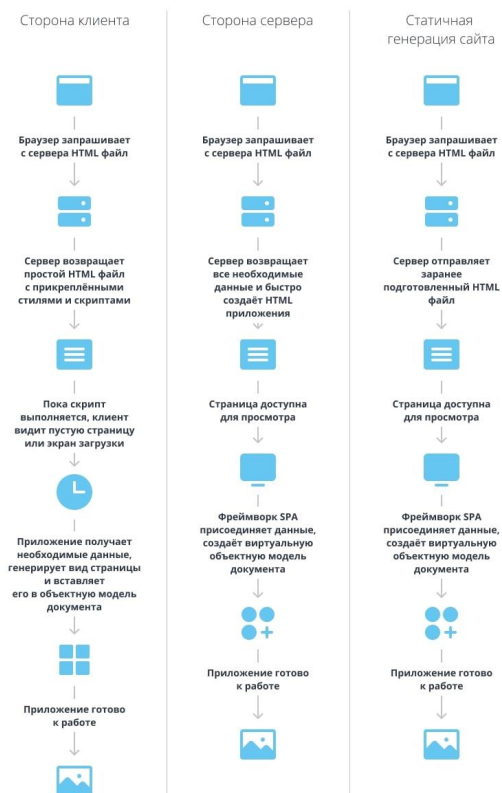 Сторона клиента
Браузер запрашивает
с сервера HTML файл
Сервер возвращает
простой HTML файл
с прикреплёнными
стилями и скриптами
Пока скрипт
выполняется, клиент
видит пустую страницу
или экран загрузки
Приложение получает
необходимые данные,
генерирует вид страницы
и вставляет
его в объектную модель
документа
Приложение готово
к работе
Сторона сервера
Браузер запрашивает
с сервера HTML файл
Сервер возвращает
все необходимые
данные и быстро
создаёт HTML
приложения
Страница доступна
для просмотра
Фреймворк SPA
присоединяет данные,
создаёт виртуальную
объектную модель
документа
Приложение готово
к работе
Статичная
генерация сайта
Браузер запрашивает
с сервера HTML файл
Сервер отправляет
заранее
подготовленный HTML
файл
Страница доступна
для просмотра
Фреймворк SPA
присоединяет данные,
создаёт виртуальную
объектную модель
документа
Приложение готово
к работе